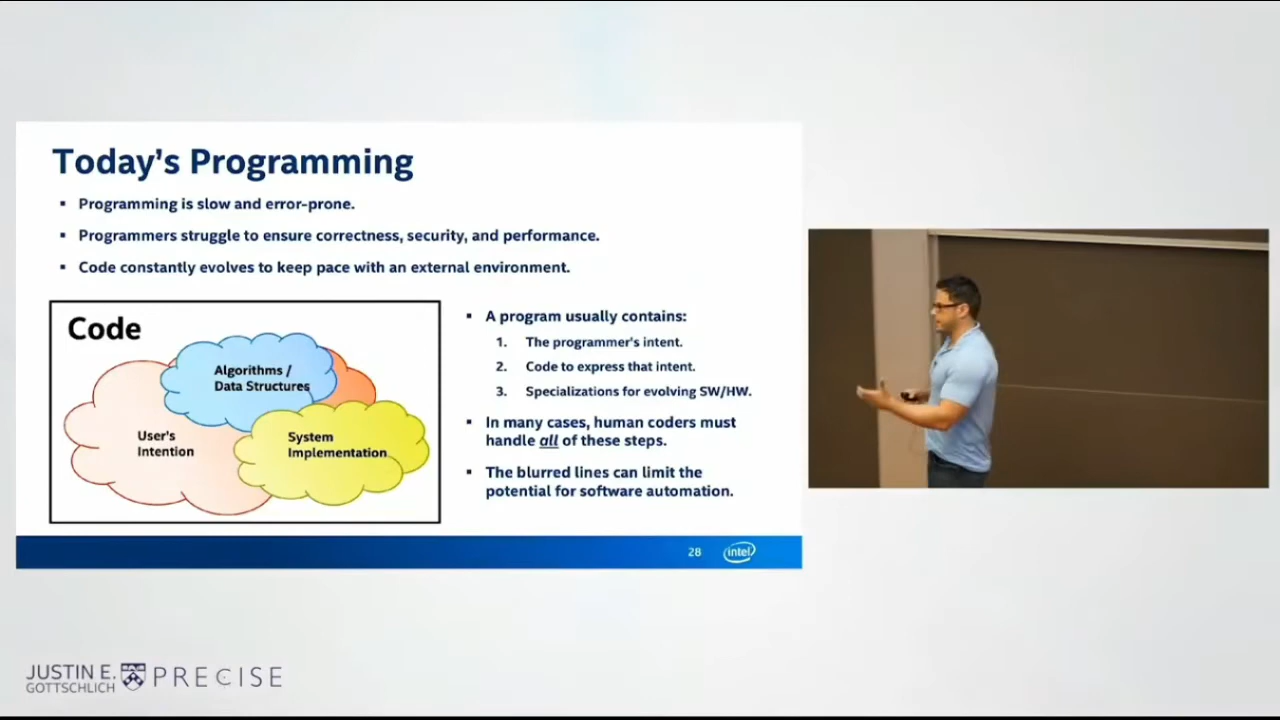 Today's Programming
▪ Programming is slow and error-prone.
▪ Programmers struggle to ensure correctness, security, and performance.
▪ Code constantly evolves to keep pace with an external environment.
Code
Algorithms /
Data Structures
User's
Intention
System
Implementation
▪ A program usually contains:
1. The programmer's intent.
2. Code to express that intent.
3. Specializations for evolving SW/HW.
▪ In many cases, human coders must
handle all of these steps.
▪ The blurred lines can limit the
potential for software automation.
28
intel
JUSTIN E.
GOTTSCHLICH
PRECISE